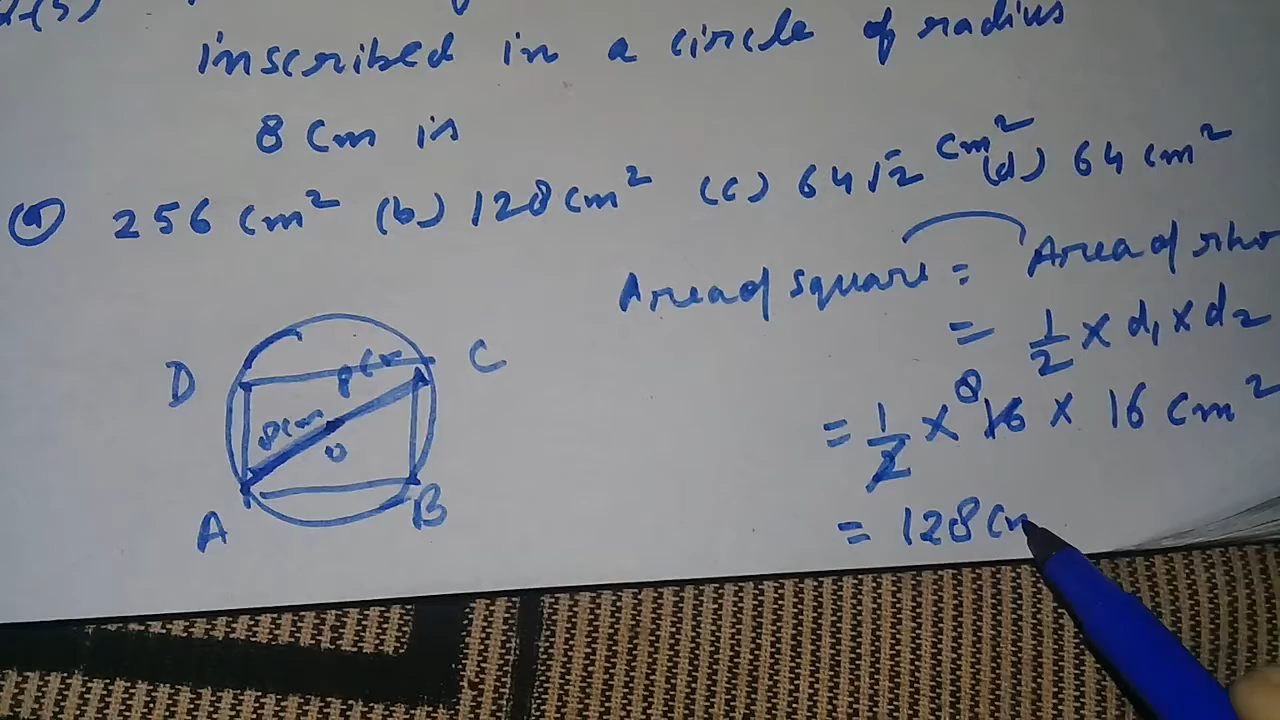 inscribed in a circle of radius
8 cm is
(a) 256 cm² (b) 128 cm² (c) 64√2 cm² (d) 64 cm²
Area of square = Area of rho
= 1/2 × d₁ × d₂
= 1/2 × 16 8 × 16 cm²
= 128 cm
D C
8 cm
8 cm
O
A B